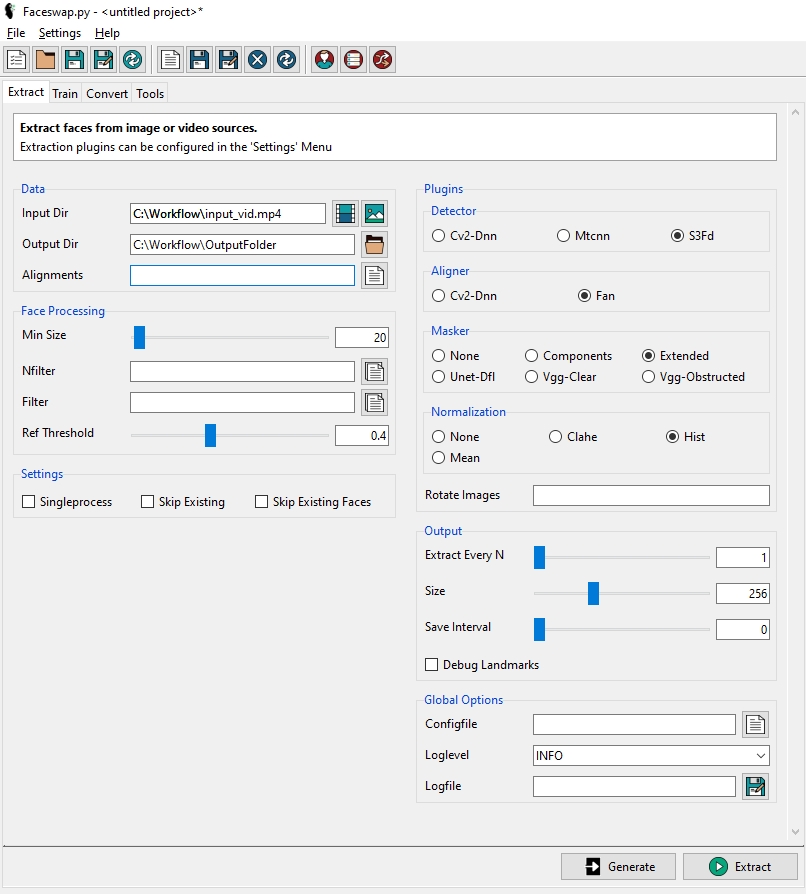 Faceswap.py - <untitled project>*
File Settings Help
Extract Train Convert Tools
Extract faces from image or video sources.
Extraction plugins can be configured in the 'Settings' Menu
Data
Input Dir C:\Workflow\input_vid.mp4
Output Dir C:\Workflow\OutputFolder
Alignments
Face Processing
Min Size 20
Nfilter
Filter
Ref Threshold 0.4
Settings
Singleprocess Skip Existing Skip Existing Faces
Plugins
Detector
Cv2-Dnn Mtcnn S3Fd
Aligner
Cv2-Dnn Fan
Masker
None Components Extended
Unet-Dfl Vgg-Clear Vgg-Obstructed
Normalization
None Clahe Hist
Mean
Rotate Images
Output
Extract Every N 1
Size 256
Save Interval 0
Debug Landmarks
Global Options
Configfile
Loglevel INFO
Logfile
Generate Extract